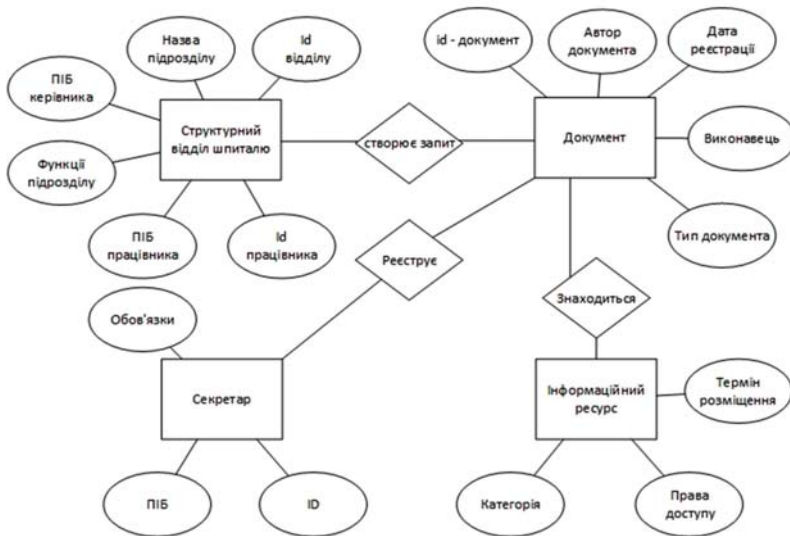 Назва
підрозділу
Id
відділу
id - документ
Автор
документа
Дата
реєстрації
ПІБ
керівника
Структурний
відділ шпиталю
створює запит
Документ
Виконавець
Функції
підрозділу
ПІБ
працівника
Id
працівника
Тип документа
Реєструє
Знаходиться
Обов'язки
Секретар
Інформаційний
ресурс
Термін
розміщення
ПІБ
ID
Категорія
Права
доступу